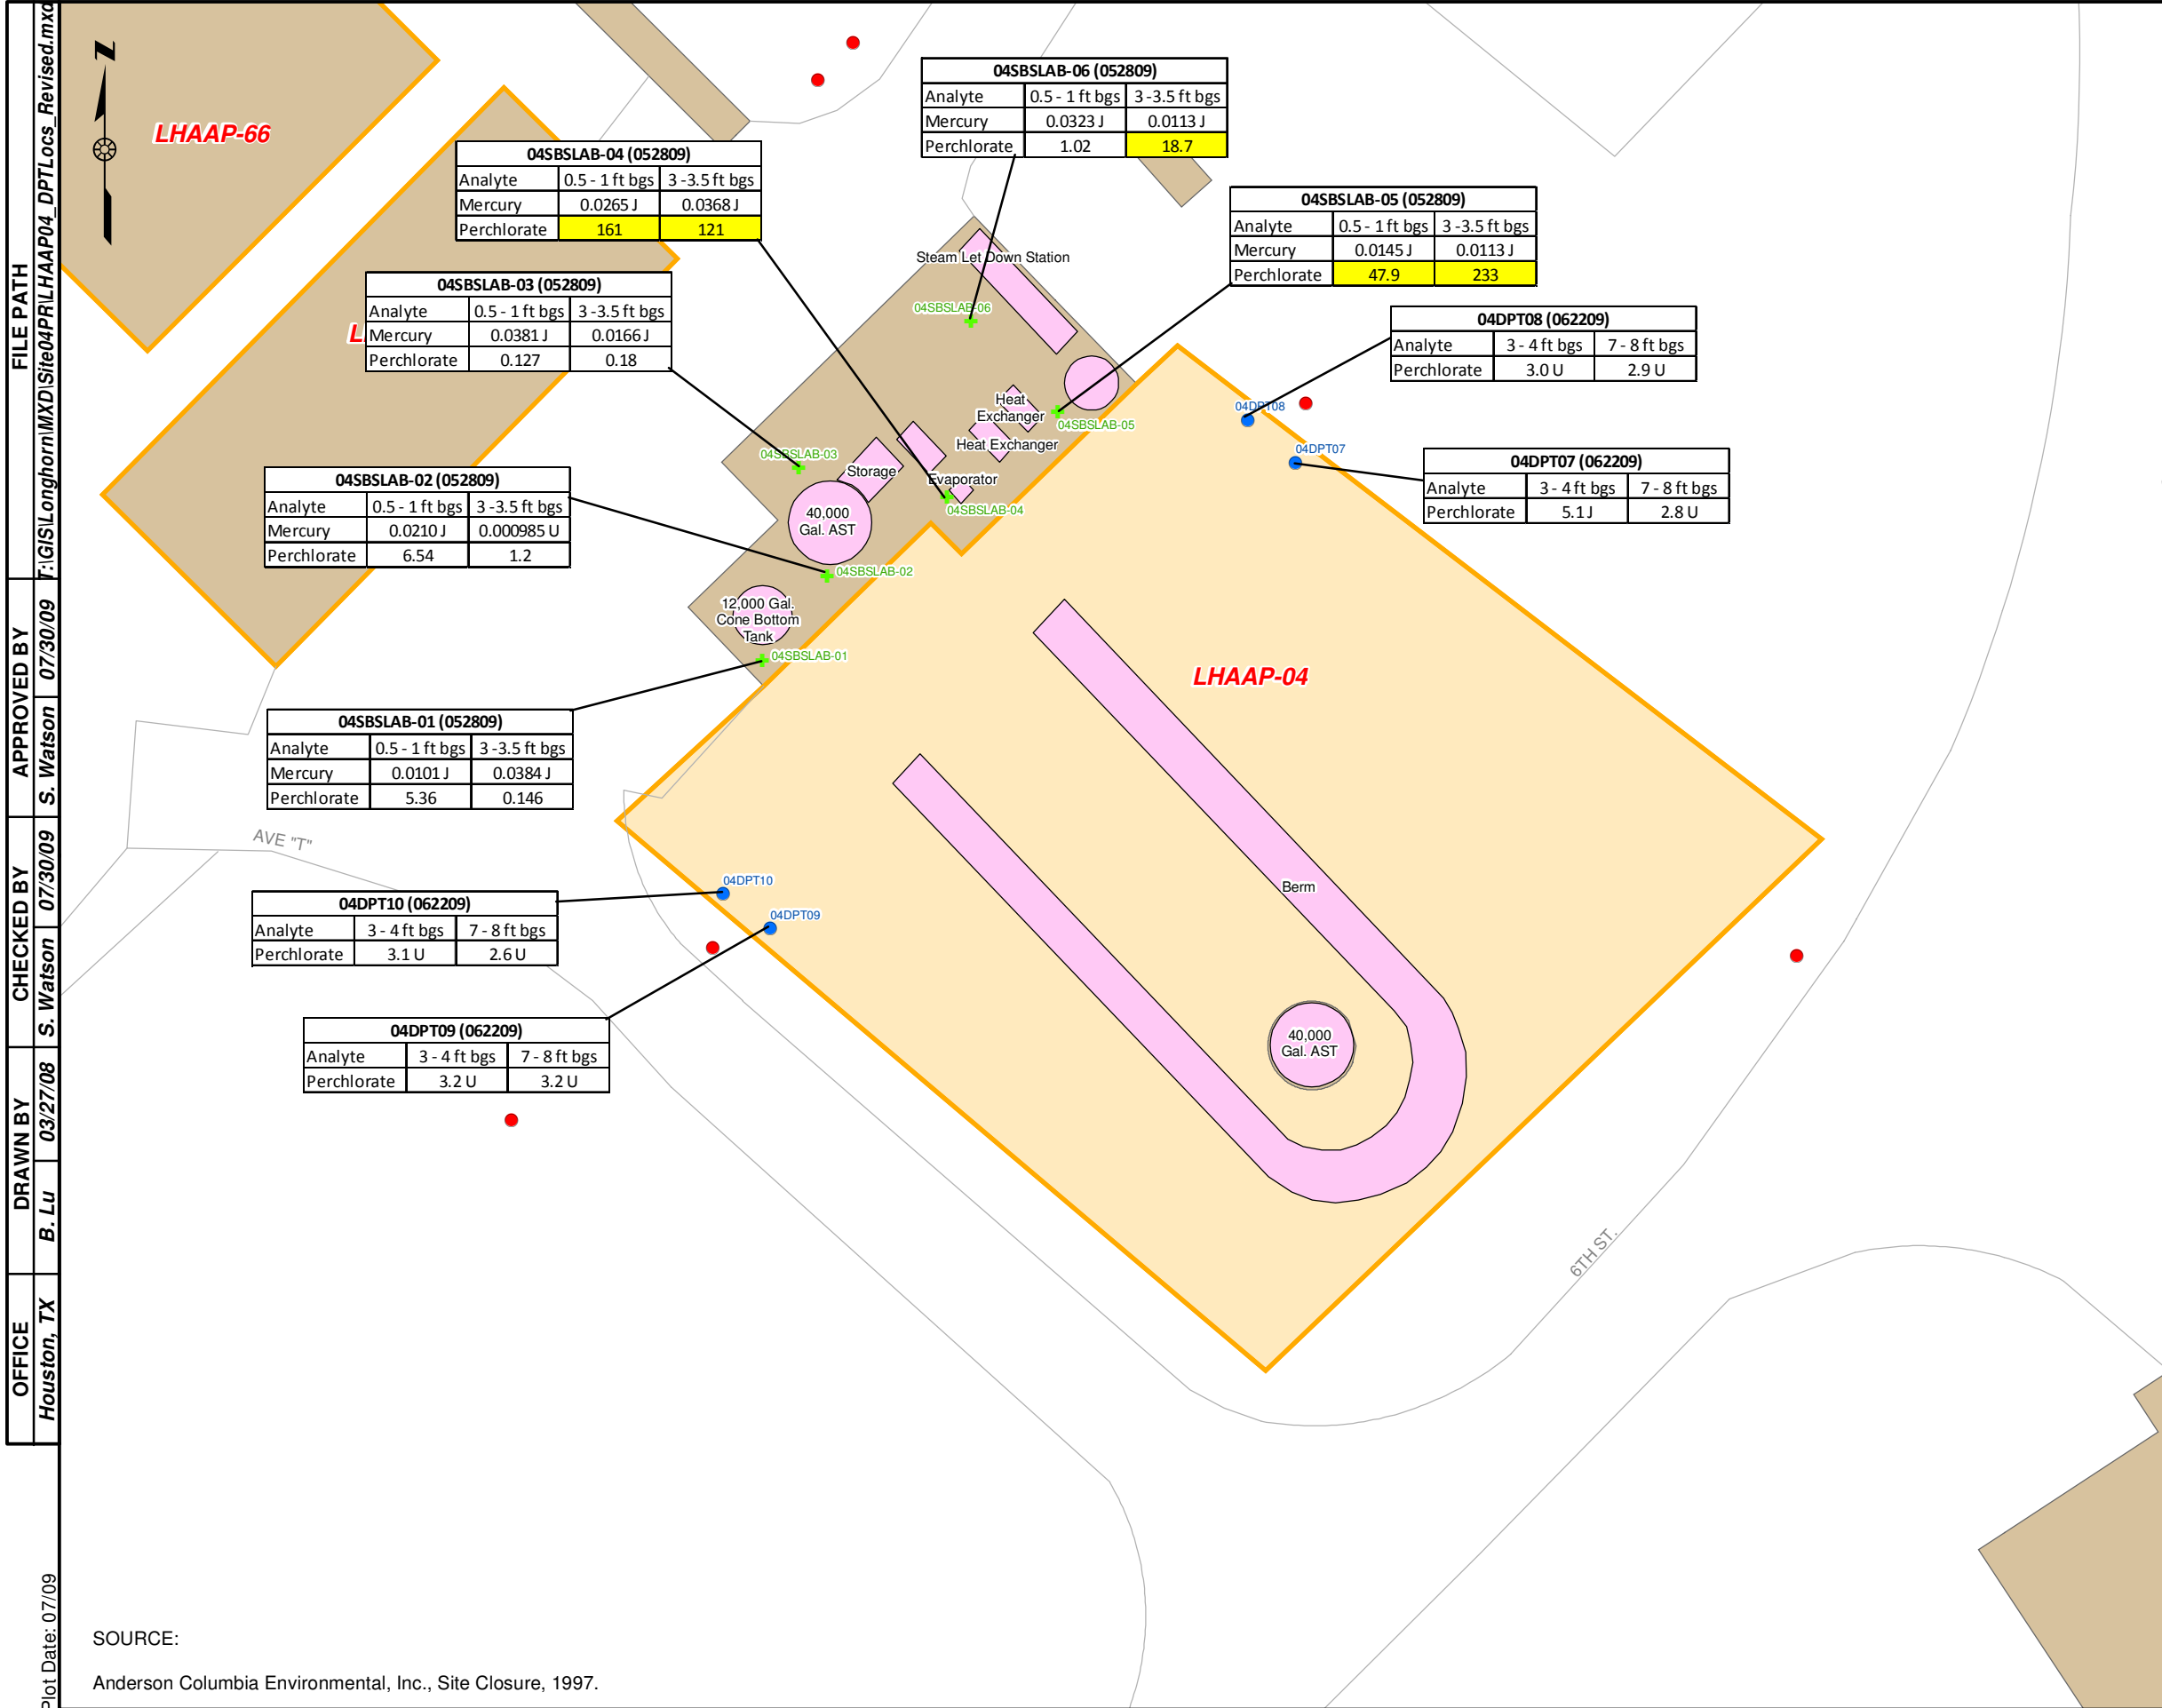 FILE PATH
T:\GIS\Longhorn\MXD\Site04PRI\LHAAP04_DPTLocs_Revised.mxd
APPROVED BY
S. Watson 07/30/09
CHECKED BY
S. Watson 07/30/09
DRAWN BY
B. Lu 03/27/08
OFFICE
Houston, TX
Plot Date: 07/09
N
LHAAP-66
04SBSLAB-06 (052809)
Analyte 0.5 - 1 ft bgs 3 -3.5 ft bgs
Mercury 0.0323 J 0.0113 J
Perchlorate 1.02 18.7
04SBSLAB-04 (052809)
Analyte 0.5 - 1 ft bgs 3 -3.5 ft bgs
Mercury 0.0265 J 0.0368 J
Perchlorate 161 121
04SBSLAB-05 (052809)
Analyte 0.5 - 1 ft bgs 3 -3.5 ft bgs
Mercury 0.0145 J 0.0113 J
Perchlorate 47.9 233
04SBSLAB-03 (052809)
Analyte 0.5 - 1 ft bgs 3 -3.5 ft bgs
Mercury 0.0381 J 0.0166 J
Perchlorate 0.127 0.18
04DPT08 (062209)
Analyte 3 - 4 ft bgs 7 - 8 ft bgs
Perchlorate 3.0 U 2.9 U
04DPT07 (062209)
Analyte 3 - 4 ft bgs 7 - 8 ft bgs
Perchlorate 5.1 J 2.8 U
04SBSLAB-02 (052809)
Analyte 0.5 - 1 ft bgs 3 -3.5 ft bgs
Mercury 0.0210 J 0.000985 U
Perchlorate 6.54 1.2
04SBSLAB-01 (052809)
Analyte 0.5 - 1 ft bgs 3 -3.5 ft bgs
Mercury 0.0101 J 0.0384 J
Perchlorate 5.36 0.146
04DPT10 (062209)
Analyte 3 - 4 ft bgs 7 - 8 ft bgs
Perchlorate 3.1 U 2.6 U
04DPT09 (062209)
Analyte 3 - 4 ft bgs 7 - 8 ft bgs
Perchlorate 3.2 U 3.2 U
Steam Let Down Station
04SBSLAB-06
Heat
Exchanger
04SBSLAB-05
Heat Exchanger
04DPT08
04DPT07
04SBSLAB-03
Storage
Evaporator
04SBSLAB-04
40,000
Gal. AST
04SBSLAB-02
12,000 Gal.
Cone Bottom
Tank
04SBSLAB-01
LHAAP-04
AVE "T"
04DPT10
04DPT09
Berm
40,000
Gal. AST
6TH ST.
SOURCE:
Anderson Columbia Environmental, Inc., Site Closure, 1997.